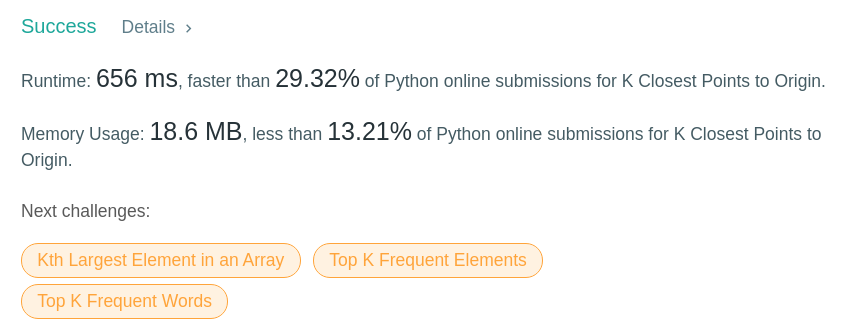 Success Details >
Runtime: 656 ms, faster than 29.32% of Python online submissions for K Closest Points to Origin.
Memory Usage: 18.6 MB, less than 13.21% of Python online submissions for K Closest Points to
Origin.
Next challenges:
Kth Largest Element in an Array Top K Frequent Elements
Top K Frequent Words